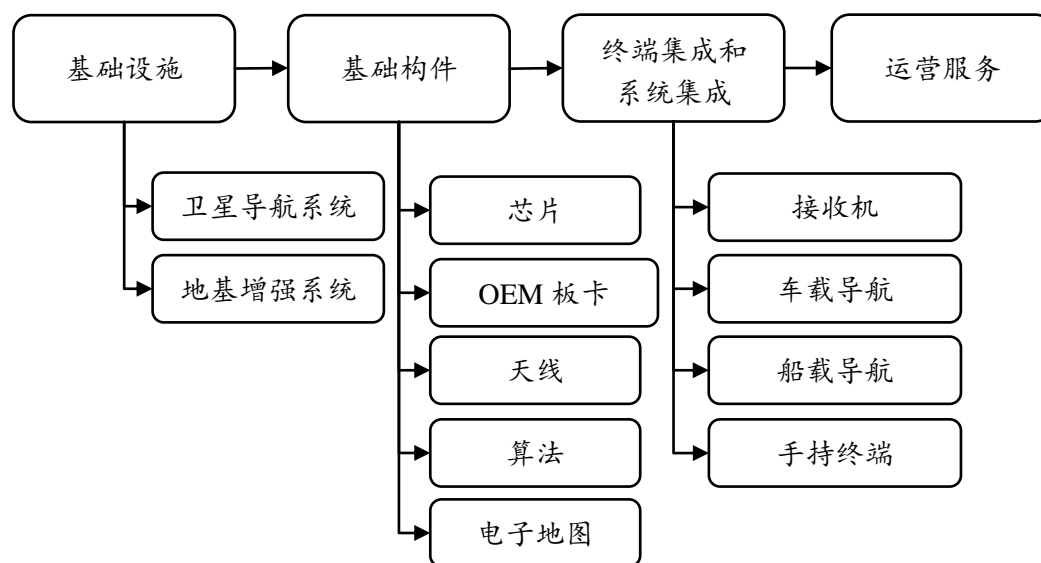 基础设施
基础构件
终端集成和
系统集成
运营服务
卫星导航系统
地基增强系统
芯片
OEM 板卡
天线
算法
电子地图
接收机
车载导航
船载导航
手持终端